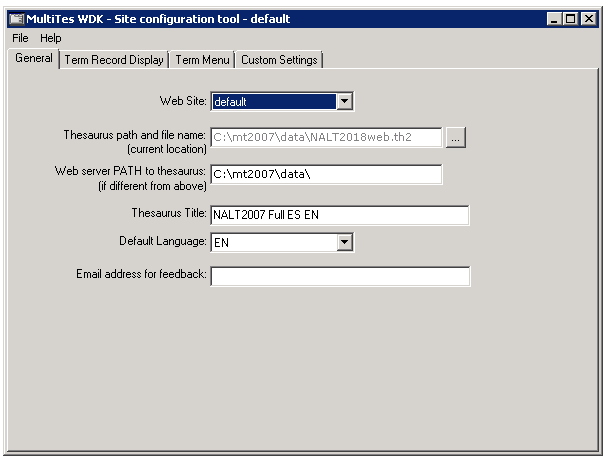 MultiTes WDK - Site configuration tool - default
File Help
General Term Record Display Term Menu Custom Settings
Web Site: default
Thesaurus path and file name: C:\mt2007\data\NALT2018web.th2 ...
(current location)
Web server PATH to thesaurus: C:\mt2007\data\
(if different from above)
Thesaurus Title: NALT2007 Full ES EN
Default Language: EN
Email address for feedback: